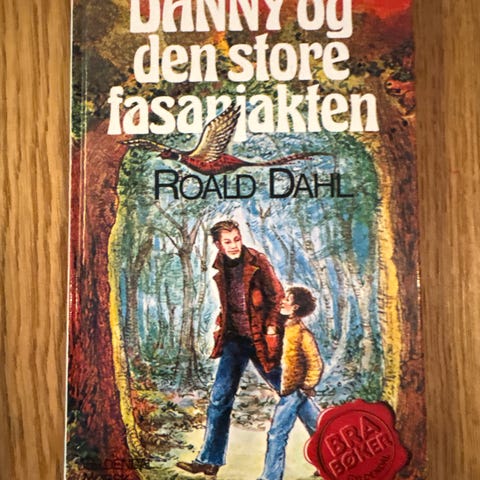 DANNY og
den store
fasanjakten
ROALD DAHL
BRA
BØKER